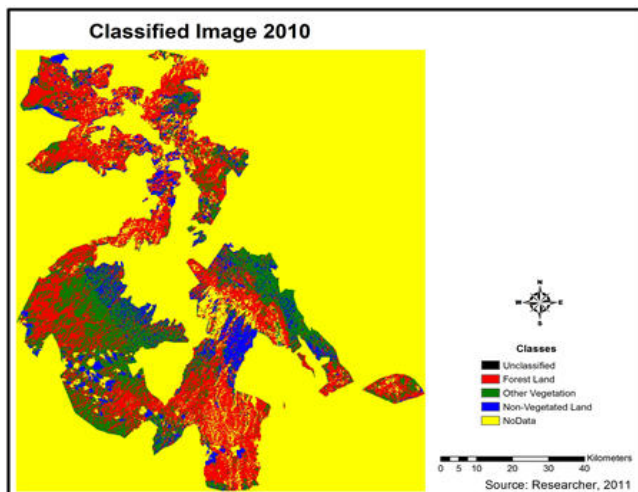 Classified Image 2010
N
W E
S
Classes
Unclassified
Forest Land
Other Vegetation
Non-Vegetated Land
NoData
Kilometers
0 5 10 20 30 40
Source: Researcher, 2011